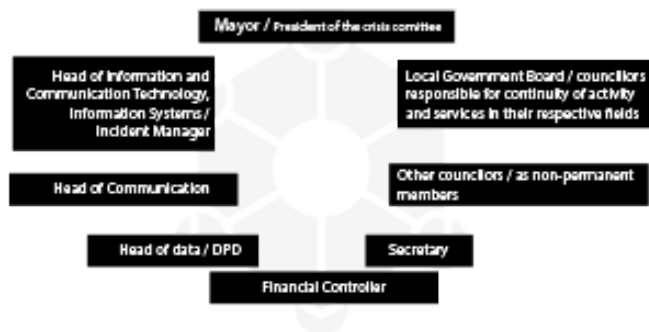 Mayor / President of the crisis comittee
Head of Information and
Communication Technology,
Information Systems /
Incident Manager
Local Government Board / councillors
responsible for continuity of activity
and services in their respective fields
Head of Communication
Other councilors / as non-permanent
members
Head of data / DPD
Secretary
Financial Controller